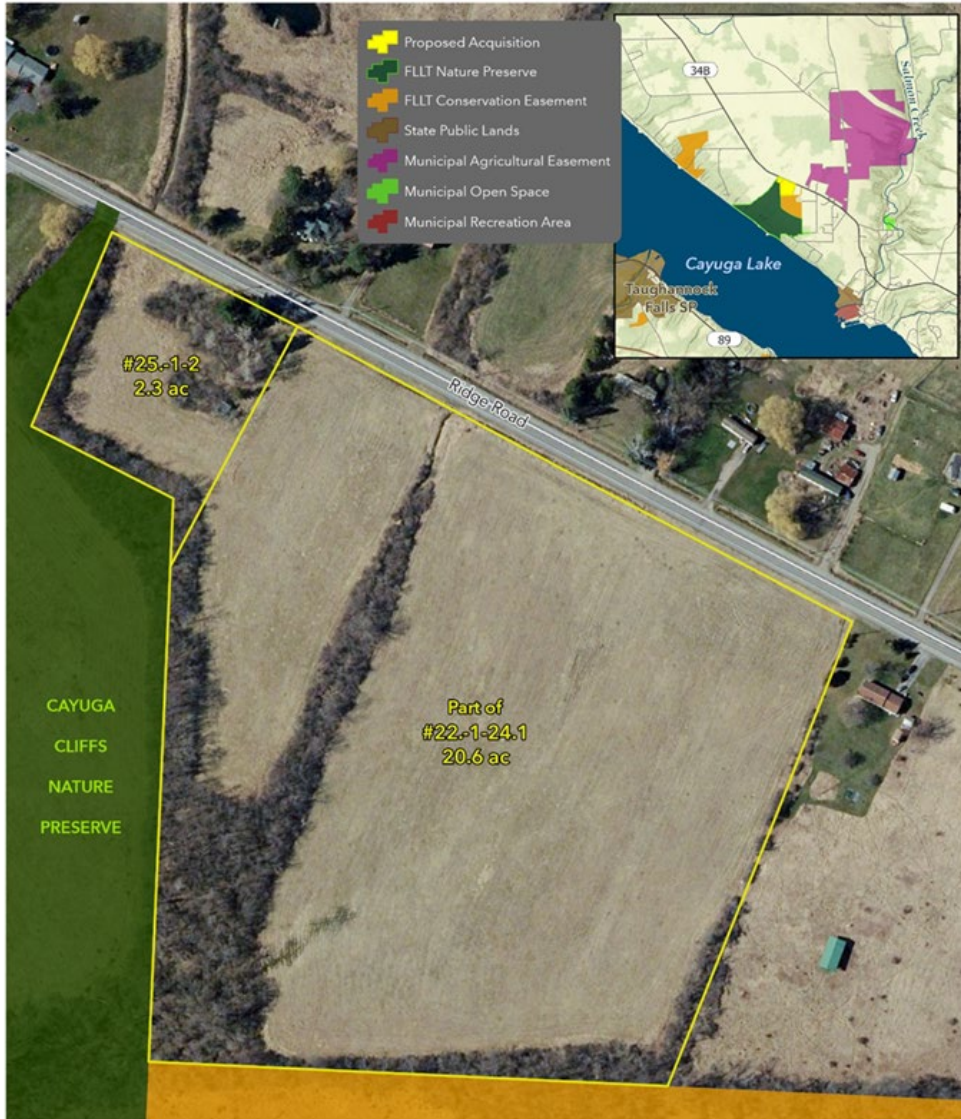 Proposed Acquisition
FLLT Nature Preserve
FLLT Conservation Easement
State Public Lands
Municipal Agricultural Easement
Municipal Open Space
Municipal Recreation Area
34B
Salmon Creek
Cayuga Lake
Taughannock
Falls SP
89
#25.-1-2
2.3 ac
Ridge Road
Part of
#22.-1-24.1
20.6 ac
CAYUGA
CLIFFS
NATURE
PRESERVE